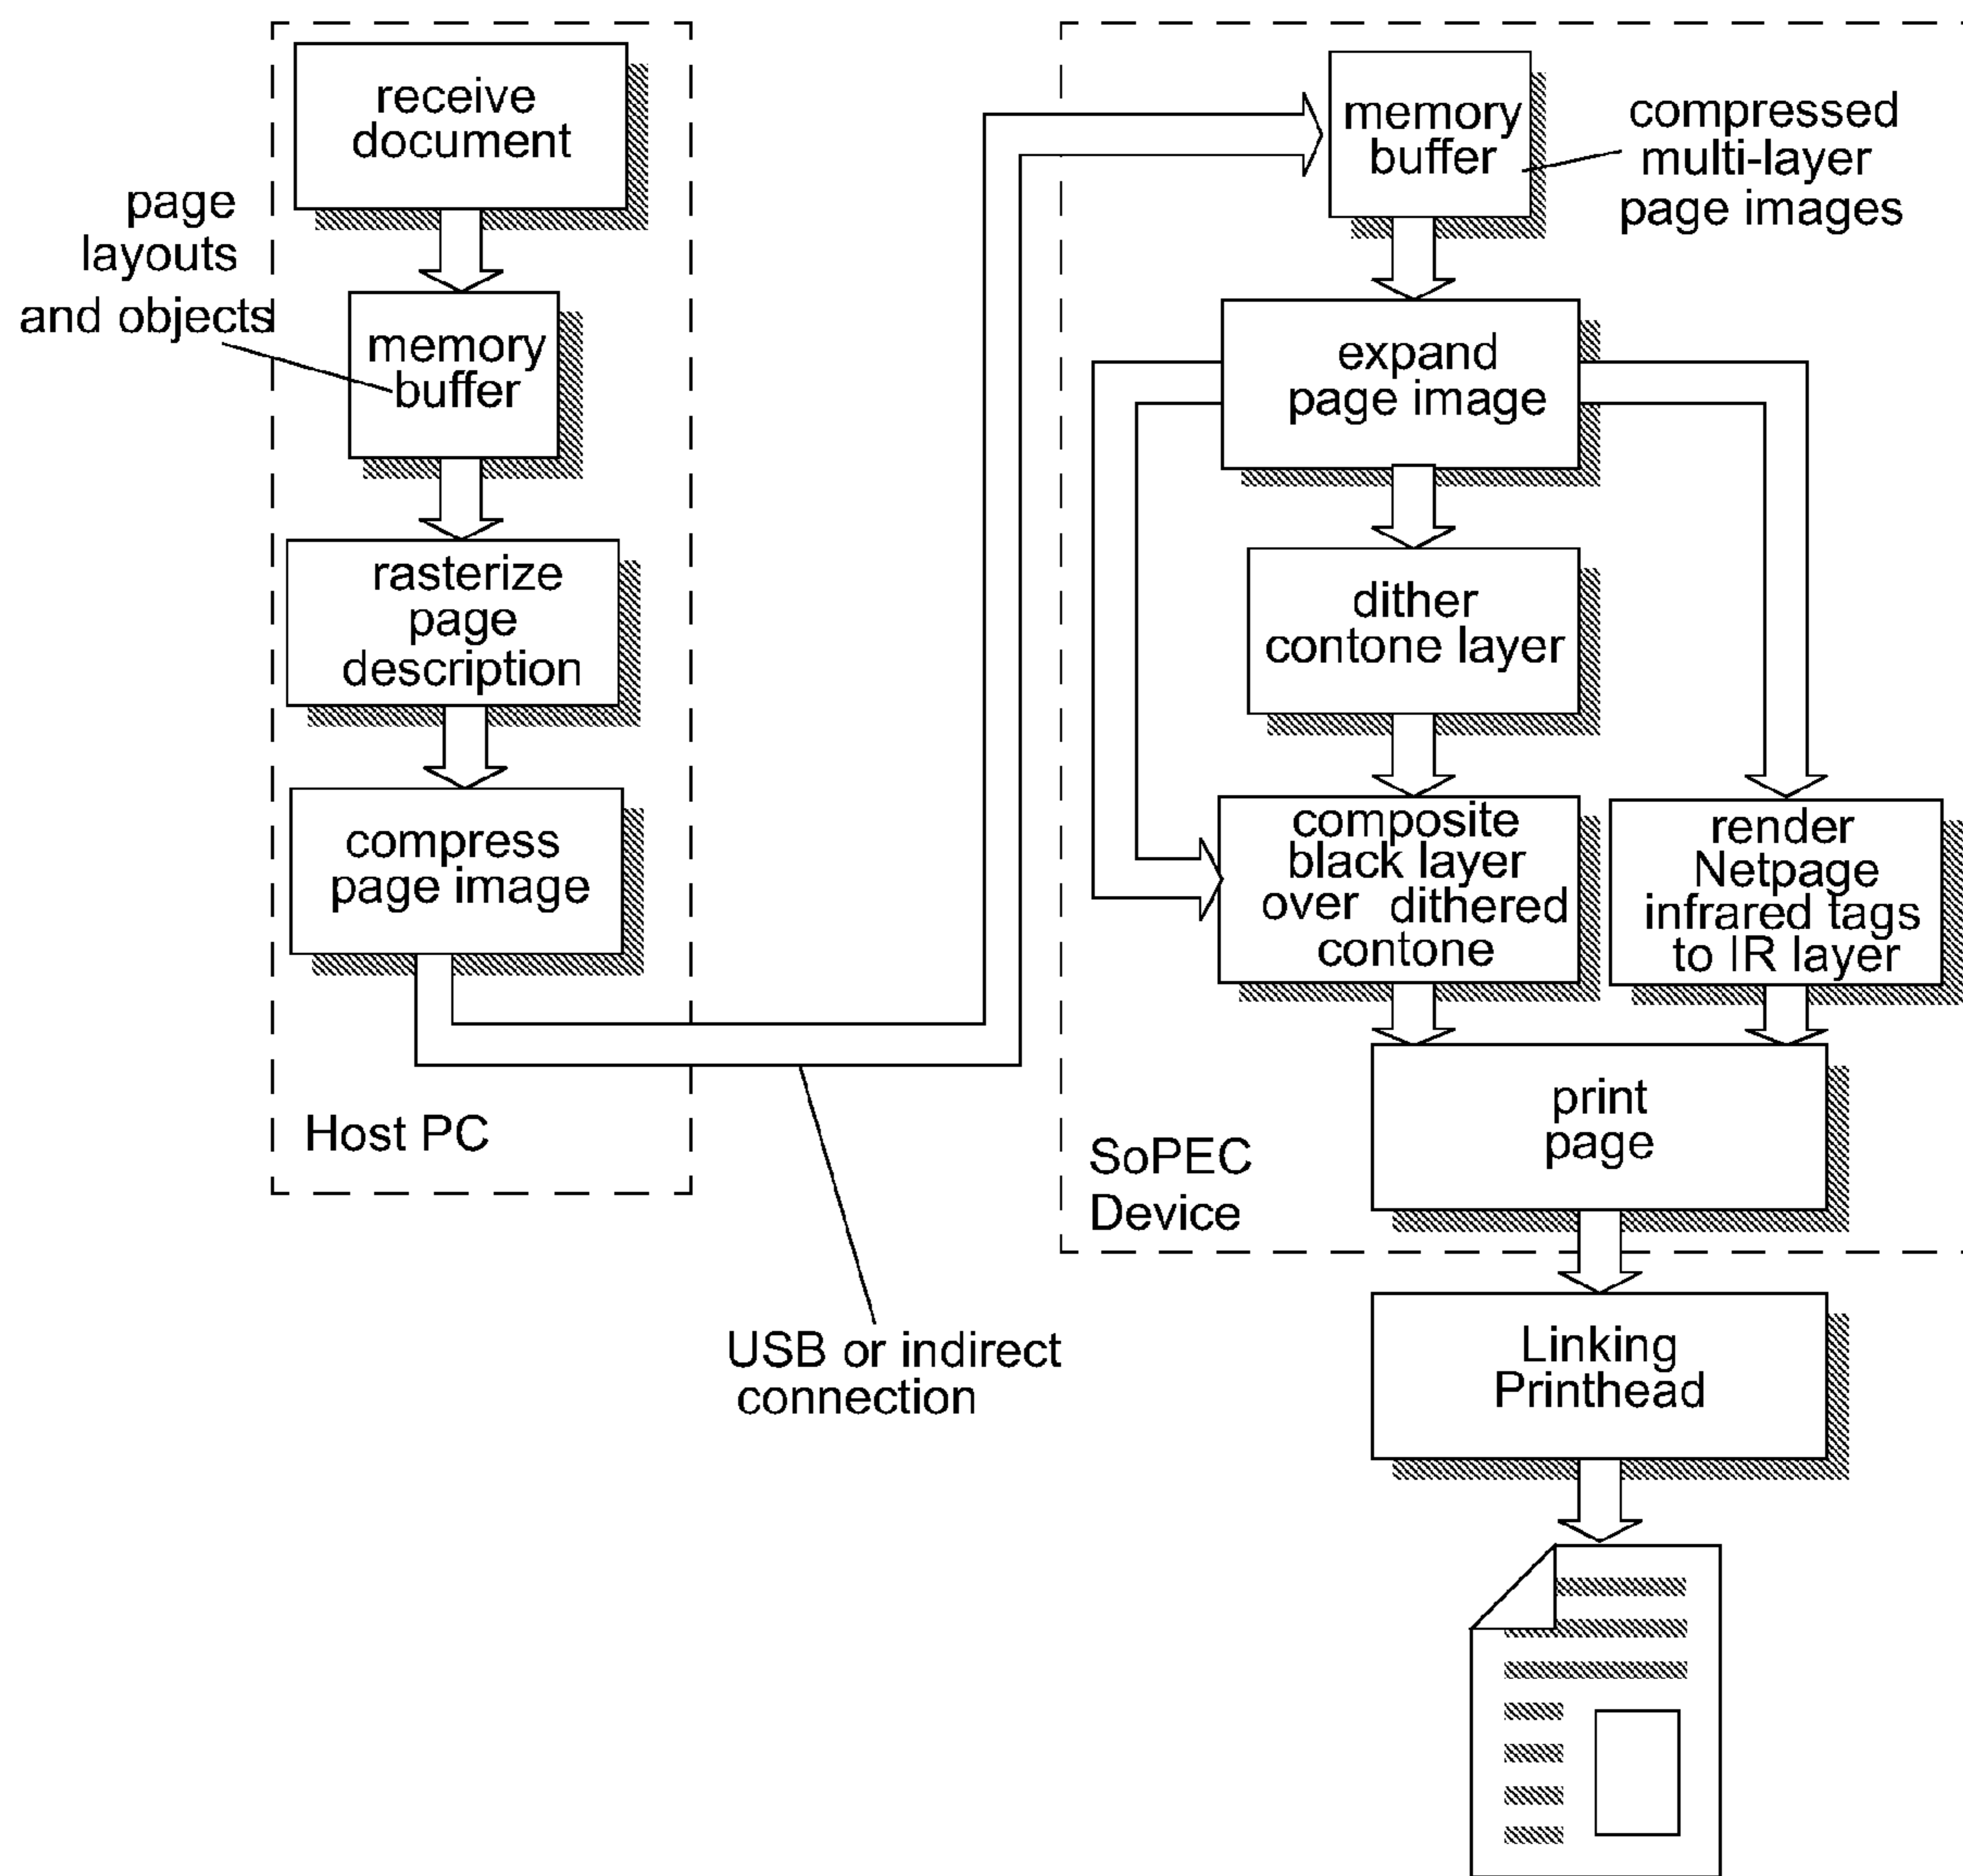 receive
document
page
layouts
and objects
memory
buffer
rasterize
page
description
compress
page image
Host PC
USB or indirect
connection
memory
buffer
compressed
multi-layer
page images
expand
page image
dither
contone layer
composite
black layer
over dithered
contone
render
Netpage
infrared tags
to IR layer
print
page
SoPEC
Device
Linking
Printhead